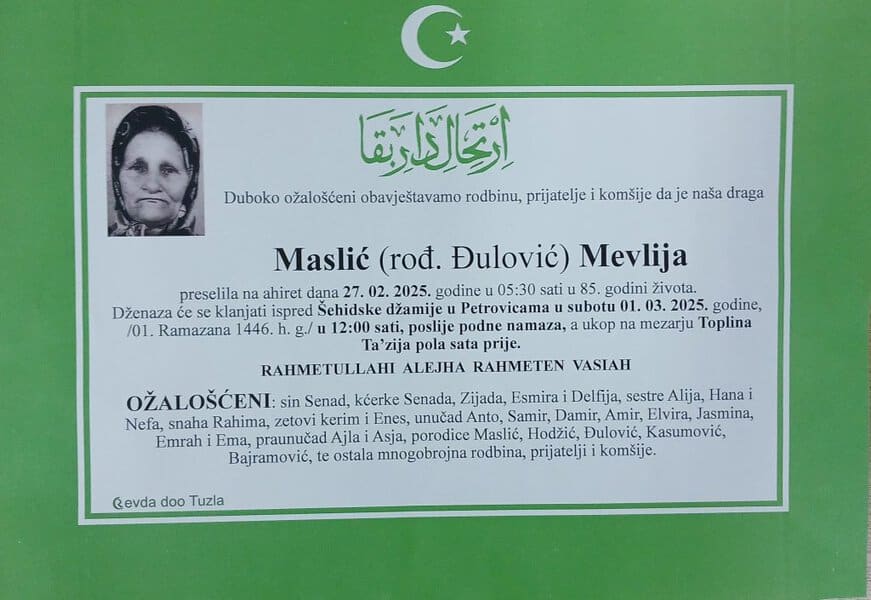 اِرْتِحَالِ دَارِ بَقَا
Duboko ožalošćeni obavještavamo rodbinu, prijatelje i komšije da je naša draga
Maslić (rođ. Đulović) Mevlija
preselila na ahiret dana 27. 02. 2025. godine u 05:30 sati u 85. godini života.
Dženaza će se klanjati ispred Šehidske džamije u Petrovicama u subotu 01. 03. 2025. godine,
/01. Ramazana 1446. h. g./ u 12:00 sati, poslije podne namaza, a ukop na mezarju Toplina
Ta’zija pola sata prije.
RAHMETULLAHI ALEJHA RAHMETEN VASIAH
OŽALOŠĆENI: sin Senad, kćerke Senada, Zijada, Esmira i Delfija, sestre Alija, Hana i
Nefa, snaha Rahima, zetovi kerim i Enes, unučad Anto, Samir, Damir, Amir, Elvira, Jasmina,
Emrah i Ema, praunučad Ajla i Asja, porodice Maslić, Hodžić, Đulović, Kasumović,
Bajramović, te ostala mnogobrojna rodbina, prijatelji i komšije.
evda doo Tuzla